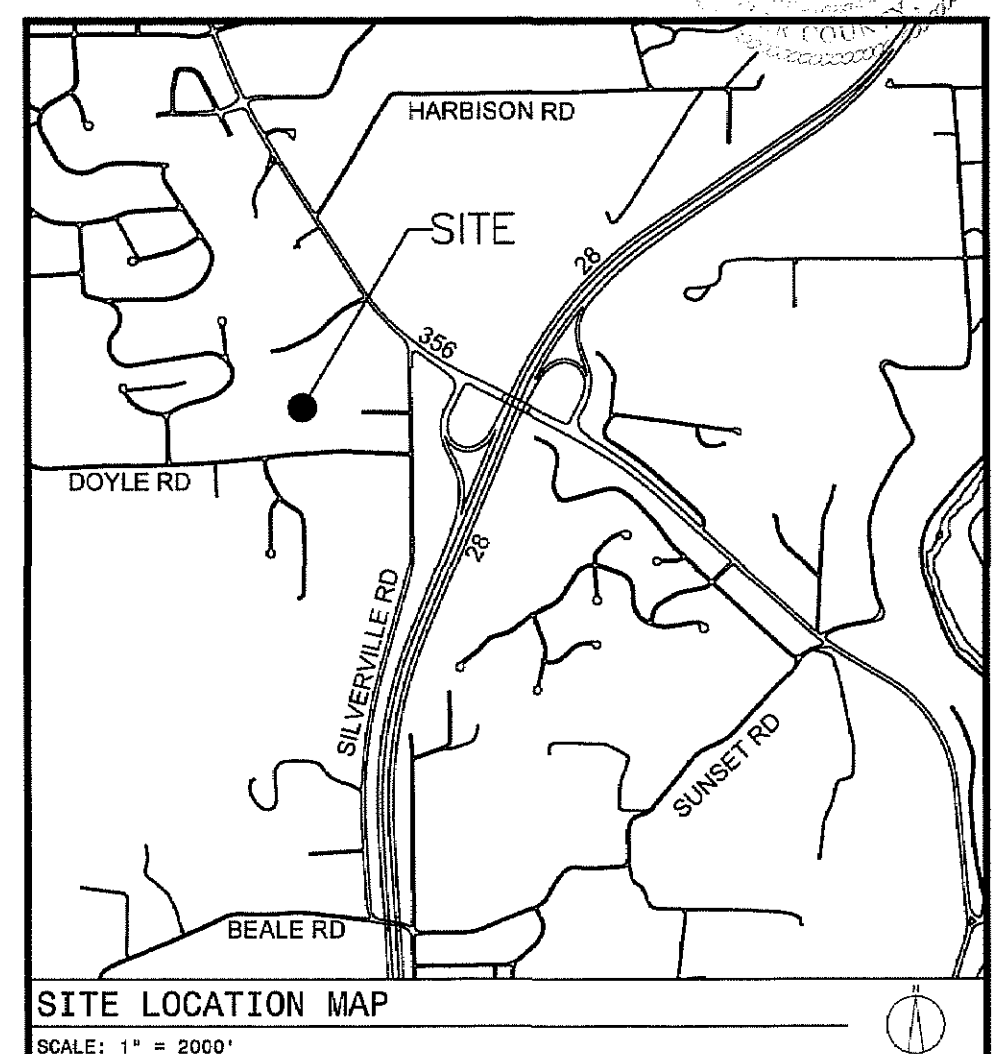 COUNTY
HARBISON RD
SITE
28
356
DOYLE RD
28
SILVERVILLE RD
SUNSET RD
BEALE RD
SITE LOCATION MAP
N
SCALE: 1" = 2000'